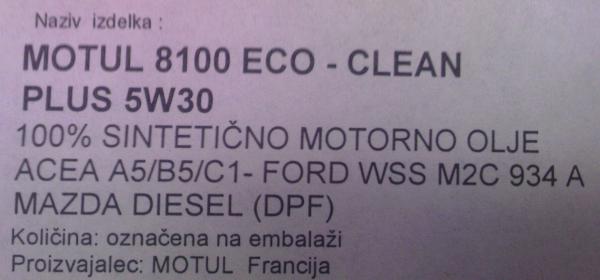 Naziv izdelka :
MOTUL 8100 ECO - CLEAN
PLUS 5W30
100% SINTETIČNO MOTORNO OLJE
ACEA A5/B5/C1- FORD WSS M2C 934 A
MAZDA DIESEL (DPF)
Količina: označena na embalaži
Proizvajalec: MOTUL Francija